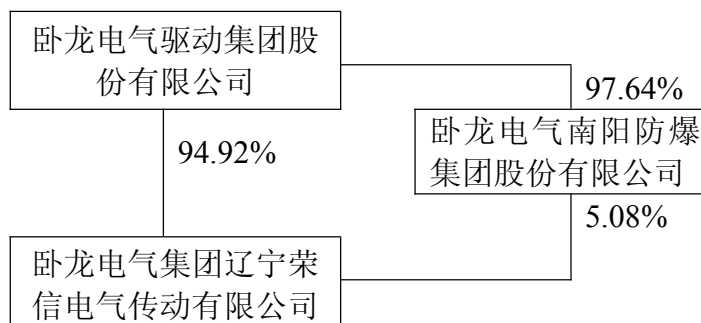 卧龙电气驱动集团股
份有限公司
97.64%
94.92%
卧龙电气南阳防爆
集团股份有限公司
5.08%
卧龙电气集团辽宁荣
信电气传动有限公司